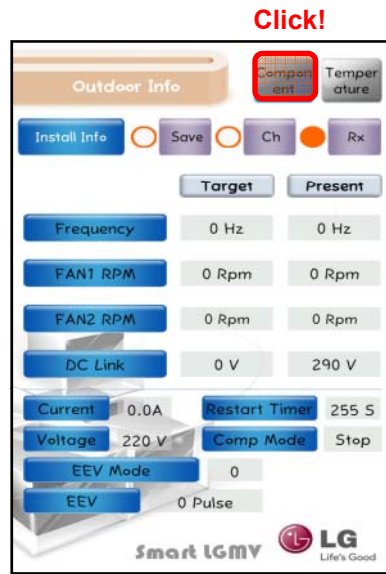 Click!
Outdoor Info
Compon
ent
Temper
ature
Install Info
Save
Ch
Rx
Target
Present
Frequency
0 Hz
0 Hz
FAN1 RPM
0 Rpm
0 Rpm
FAN2 RPM
0 Rpm
0 Rpm
DC Link
0 V
290 V
Current
0.0A
Restart Timer
255 S
Voltage
220 V
Comp Mode
Stop
EEV Mode
0
EEV
0 Pulse
Smart LGMV
LG
Life's Good